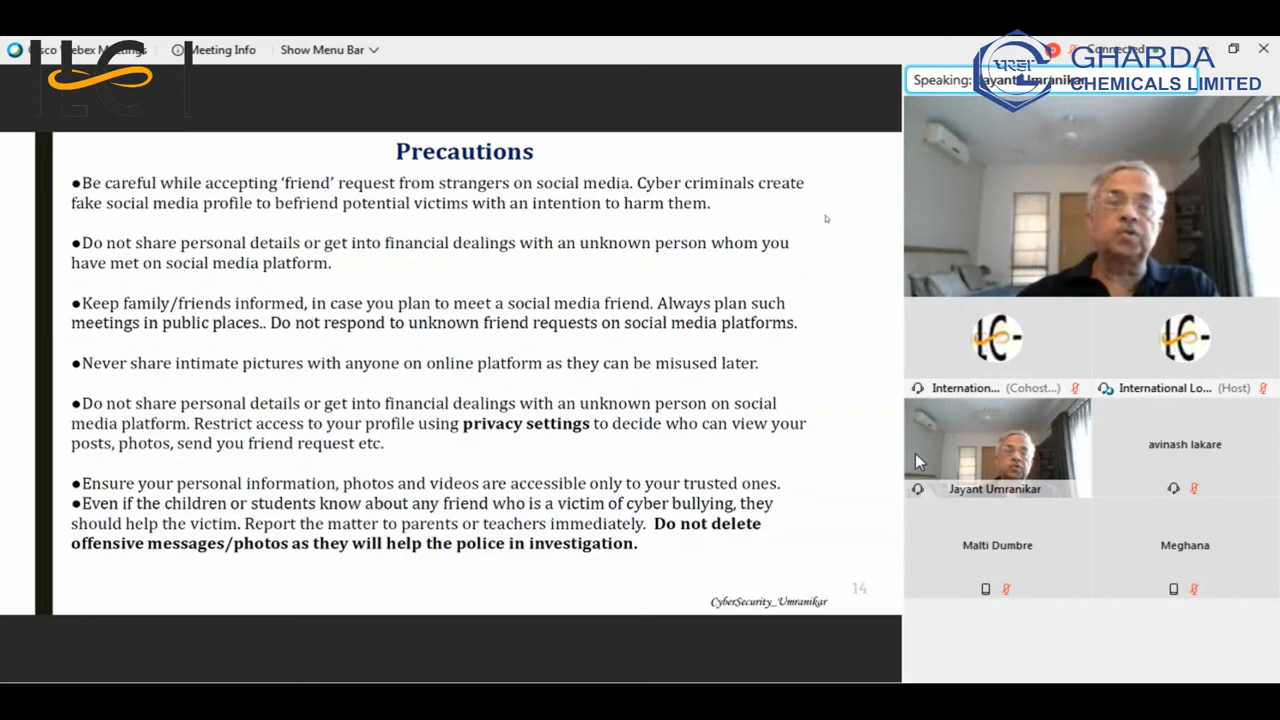 Cisco Webex Meetings
Meeting Info
Show Menu Bar
Connected
ILCI
घरडा
GHARDA
CHEMICALS LIMITED
Speaking: Jayant Umranikar
Precautions
●Be careful while accepting ‘friend’ request from strangers on social media. Cyber criminals create
fake social media profile to befriend potential victims with an intention to harm them.
●Do not share personal details or get into financial dealings with an unknown person whom you
have met on social media platform.
●Keep family/friends informed, in case you plan to meet a social media friend. Always plan such
meetings in public places.. Do not respond to unknown friend requests on social media platforms.
●Never share intimate pictures with anyone on online platform as they can be misused later.
●Do not share personal details or get into financial dealings with an unknown person on social
media platform. Restrict access to your profile using privacy settings to decide who can view your
posts, photos, send you friend request etc.
●Ensure your personal information, photos and videos are accessible only to your trusted ones.
●Even if the children or students know about any friend who is a victim of cyber bullying, they
should help the victim. Report the matter to parents or teachers immediately. Do not delete
offensive messages/photos as they will help the police in investigation.
14
CyberSecurity_Umranikar
Internation... (Cohost...)
International Lo... (Host)
Jayant Umranikar
avinash lakare
Malti Dumbre
Meghana